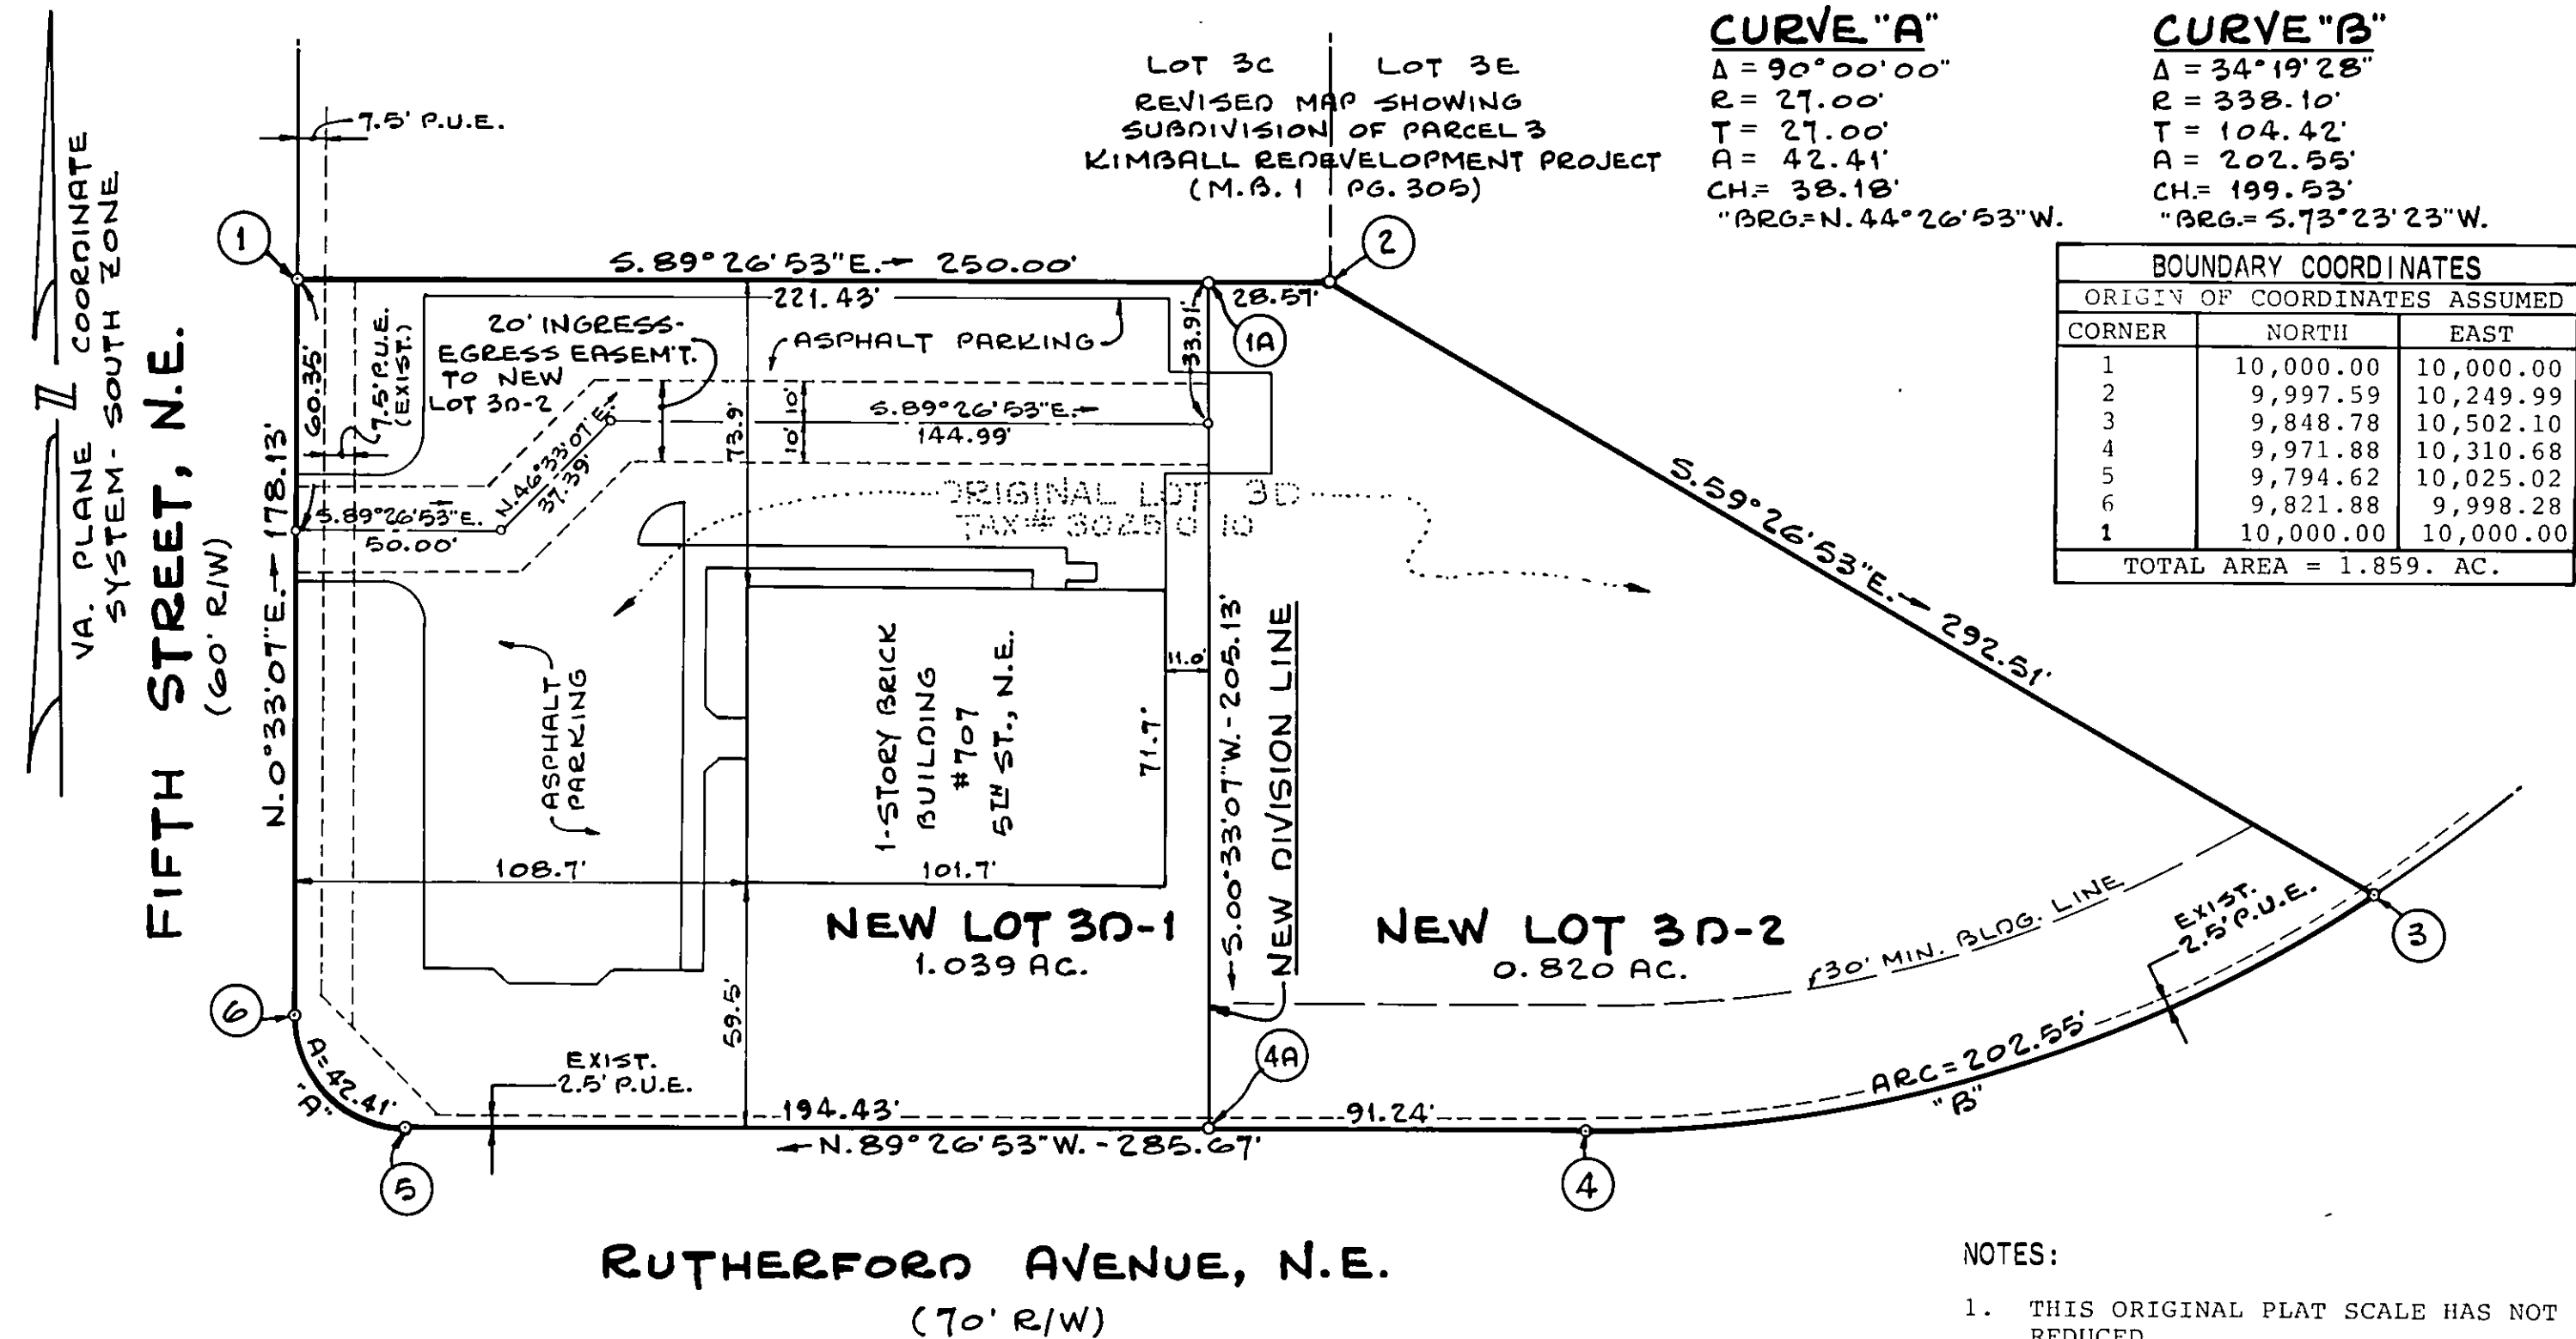 VA. PLANE COORDINATE
SYSTEM - SOUTH ZONE
FIFTH STREET, N.E.
(60' R/W)
7.5' P.U.E.
LOT 3C
LOT 3E
REVISED MAP SHOWING
SUBDIVISION OF PARCEL 3
KIMBALL REDEVELOPMENT PROJECT
(M.B. 1 PG. 305)
CURVE "A"
Δ = 90°00'00"
R = 27.00'
T = 27.00'
A = 42.41'
CH.= 38.18'
"BRG.= N. 44°26'53"W.
CURVE "B"
Δ = 34°19'28"
R = 338.10'
T = 104.42'
A = 202.55'
CH.= 199.53'
"BRG.= S.73°23'23"W.
BOUNDARY COORDINATES
ORIGIN OF COORDINATES ASSUMED
CORNER NORTH EAST
1 10,000.00 10,000.00
2 9,997.59 10,249.99
3 9,848.78 10,502.10
4 9,971.88 10,310.68
5 9,794.62 10,025.02
6 9,821.88 9,998.28
1 10,000.00 10,000.00
TOTAL AREA = 1.859. AC.
1
S.89°26'53"E. 250.00'
2
221.43'
28.57'
1A
33.91'
60.35'
7.5' P.U.E.
(EXIST.)
20' INGRESS-
EGRESS EASEM'T.
TO NEW
LOT 3D-2
ASPHALT PARKING
10'
10'
73.9'
S.89°26'53"E.
144.99'
N.46°33'07"E.
37.39'
S.89°26'53"E.
50.00'
ORIGINAL LOT 3D
N.0°33'07"E. 178.13'
S.59°26'53"E. 292.51'
ASPHALT
PARKING
1-STORY BRICK
BUILDING
#707
5TH ST., N.E.
11.0'
71.7'
S.00°33'07"W. - 205.13'
NEW DIVISION LINE
108.7'
101.7'
NEW LOT 3D-1
1.039 AC.
NEW LOT 3D-2
0.820 AC.
30' MIN. BLDG. LINE
EXIST.
2.5' P.U.E.
3
6
A=42.41'
"A"
59.5'
EXIST.
2.5' P.U.E.
4A
194.43'
91.24'
ARC = 202.55'
"B"
N.89°26'53"W. - 285.67'
5
4
RUTHERFORD AVENUE, N.E.
(70' R/W)
NOTES:
1. THIS ORIGINAL PLAT SCALE HAS NOT
REDUCED